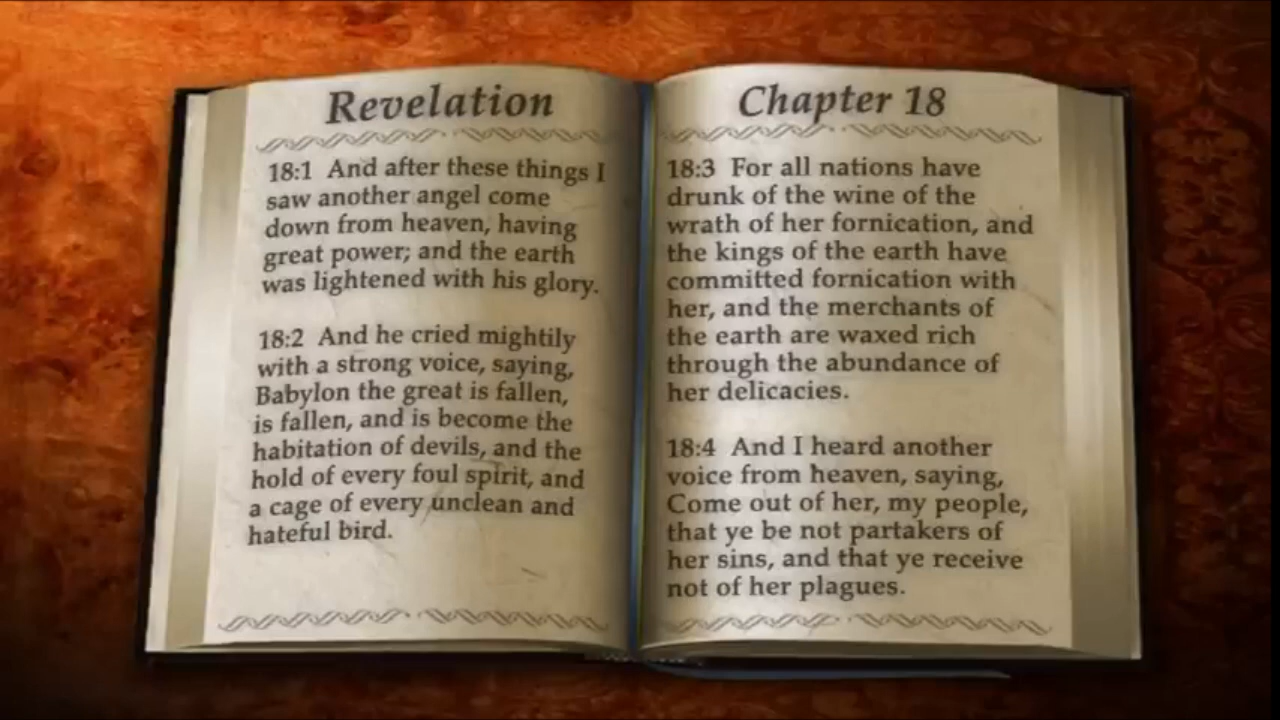 Revelation
18:1 And after these things I
saw another angel come
down from heaven, having
great power; and the earth
was lightened with his glory.
18:2 And he cried mightily
with a strong voice, saying,
Babylon the great is fallen,
is fallen, and is become the
habitation of devils, and the
hold of every foul spirit, and
a cage of every unclean and
hateful bird.
Chapter 18
18:3 For all nations have
drunk of the wine of the
wrath of her fornication, and
the kings of the earth have
committed fornication with
her, and the merchants of
the earth are waxed rich
through the abundance of
her delicacies.
18:4 And I heard another
voice from heaven, saying,
Come out of her, my people,
that ye be not partakers of
her sins, and that ye receive
not of her plagues.